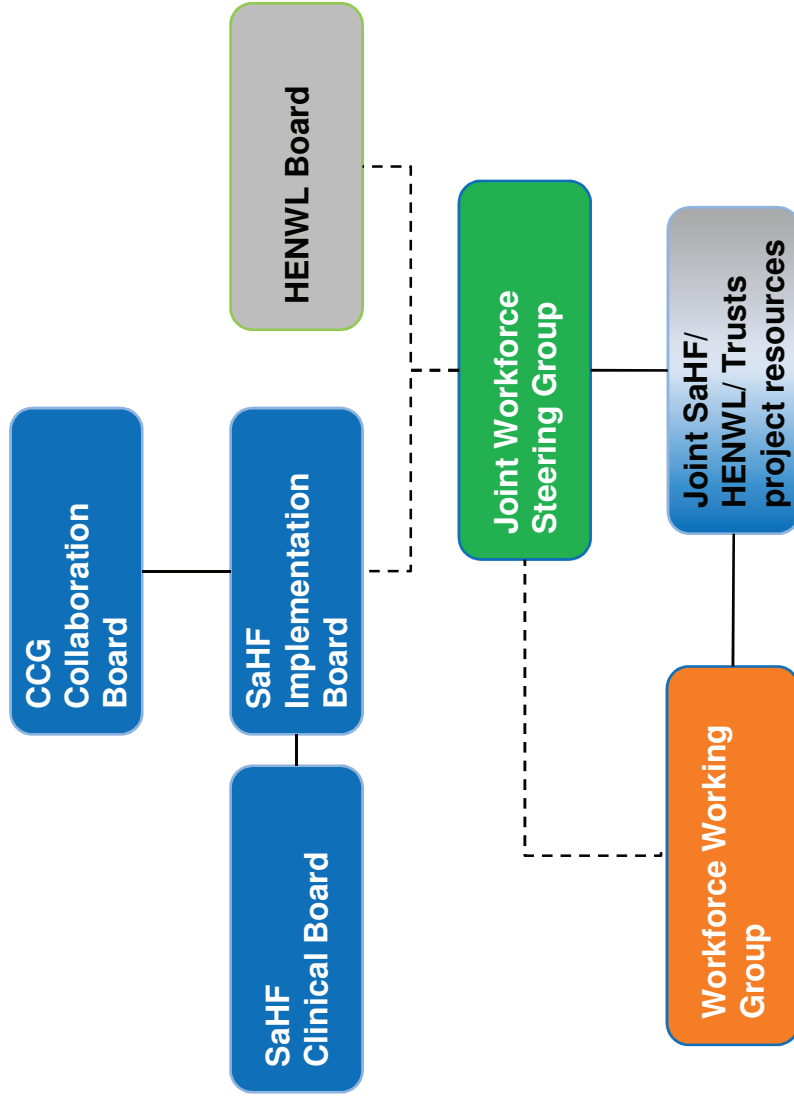 CCG
Collaboration
Board
SaHF
Clinical Board
SaHF
Implementation
Board
HENWL Board
Joint Workforce
Steering Group
Workforce Working
Group
Joint SaHF/
HENWL/ Trusts
project resources